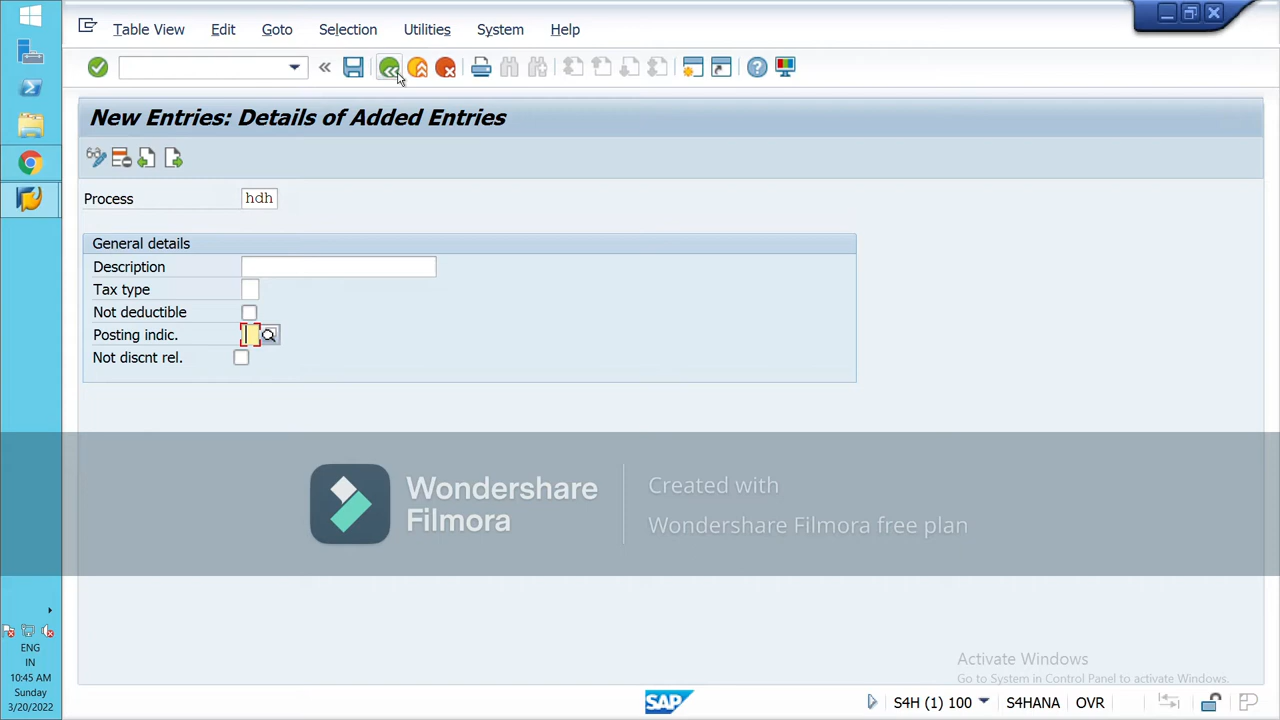 Table View Edit Goto Selection Utilities System Help
New Entries: Details of Added Entries
Process hdh
General details
Description
Tax type
Not deductible
Posting indic.
Not discnt rel.
Wondershare
Filmora
Created with
Wondershare Filmora free plan
ENG
IN
10:45 AM
Sunday
3/20/2022
Activate Windows
Go to System in Control Panel to activate Windows.
SAP
S4H (1) 100 S4HANA OVR